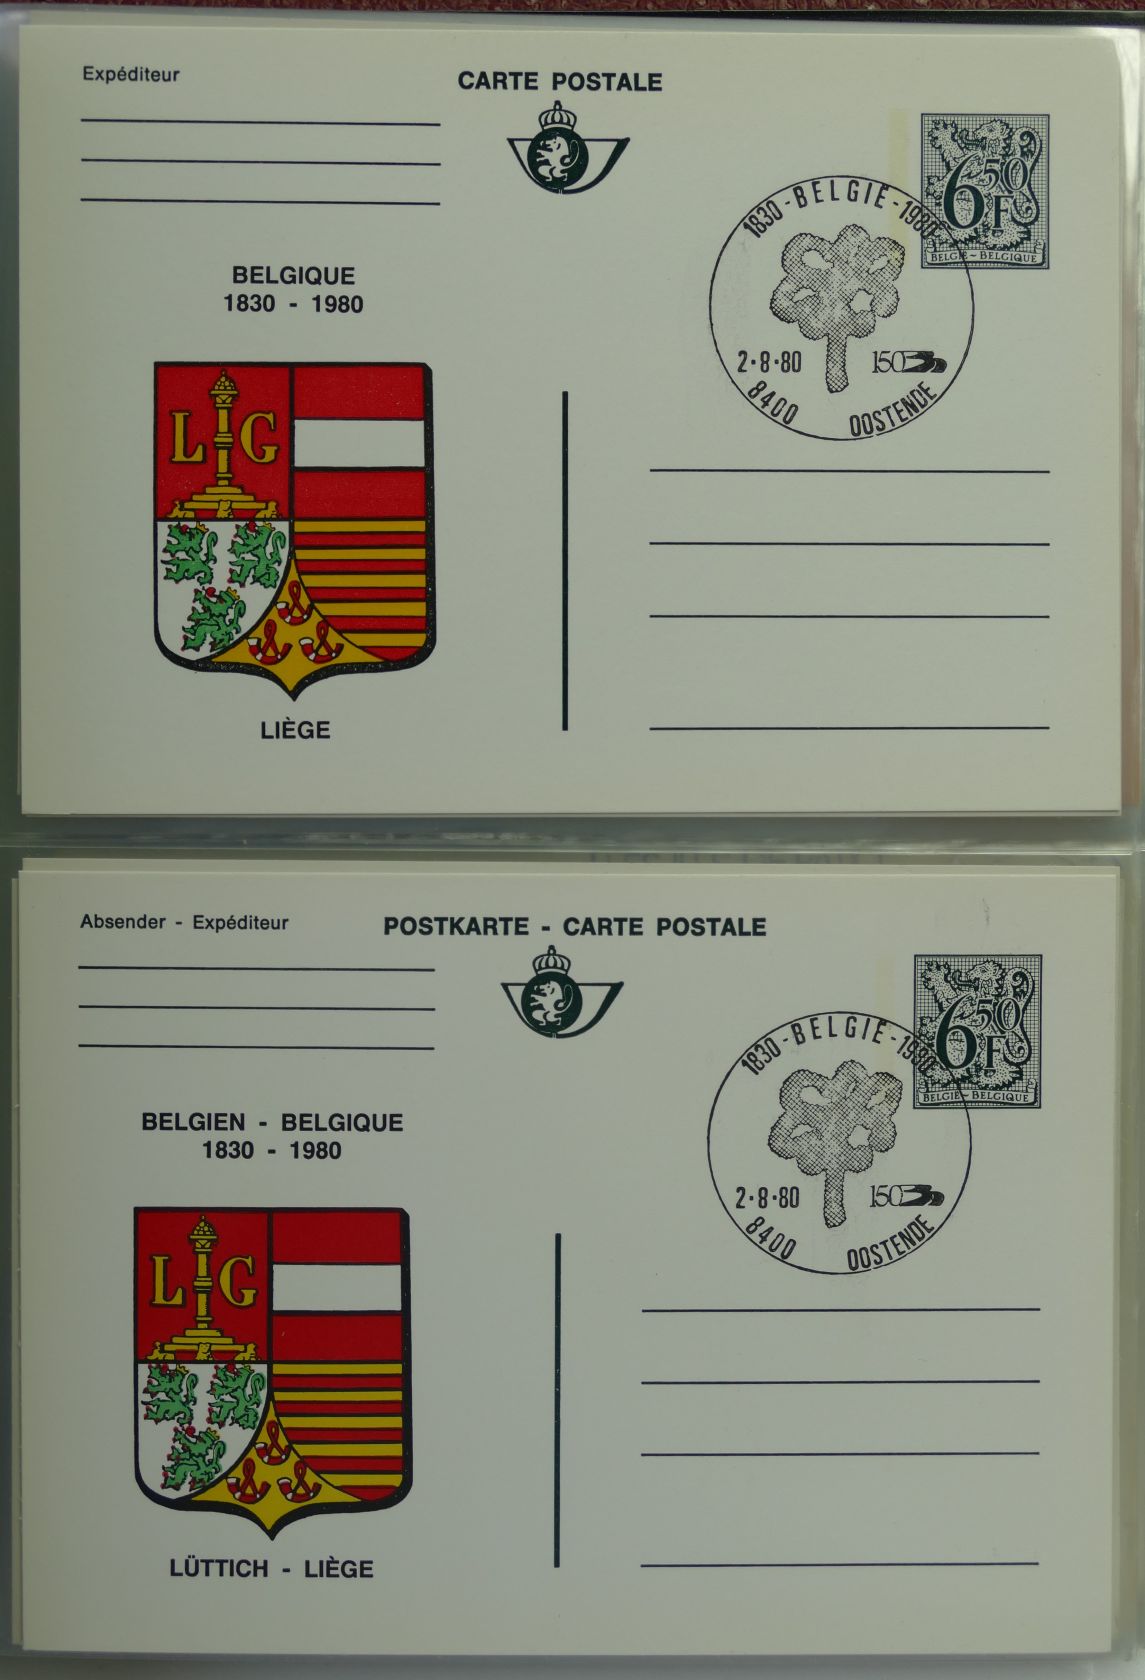 Expéditeur
CARTE POSTALE
6 50 F
BELGIË ~ BELGIQUE
1830 - BELGIË - 1980
2·8·80
150
8400 OOSTENDE
BELGIQUE
1830 - 1980
L G
LIÈGE
Absender - Expéditeur
POSTKARTE - CARTE POSTALE
6 50 F
BELGIË ~ BELGIQUE
1830 - BELGIË - 1980
2·8·80
150
8400 OOSTENDE
BELGIEN - BELGIQUE
1830 - 1980
L G
LÜTTICH - LIÈGE